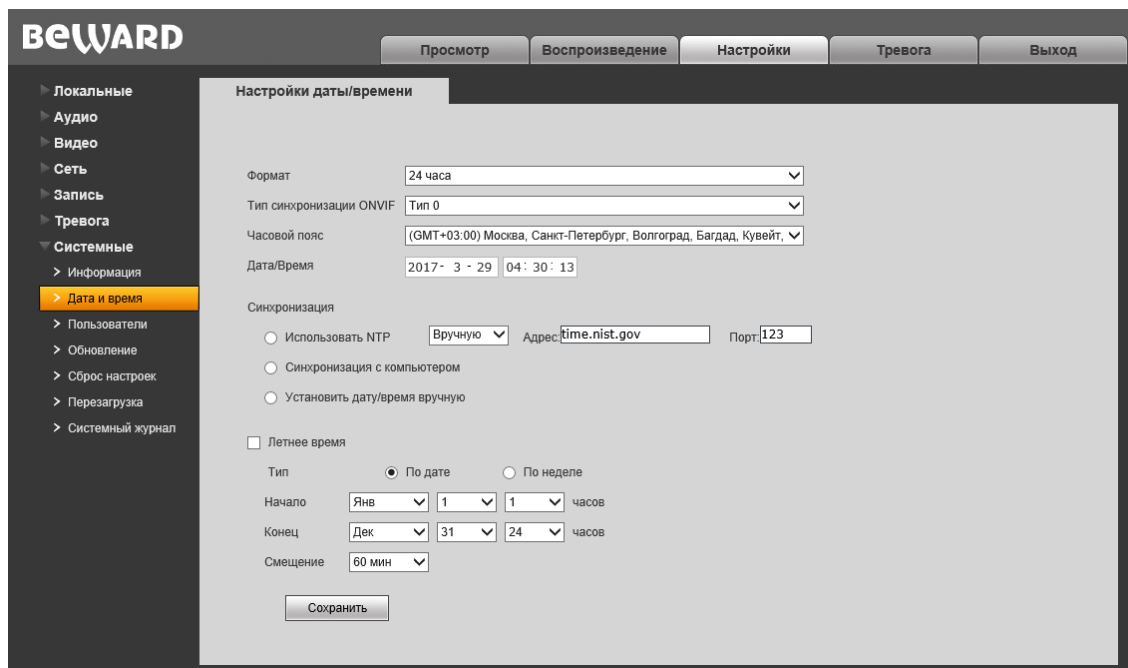 BEWARD
Просмотр Воспроизведение Настройки Тревога Выход
Локальные
Аудио
Видео
Сеть
Запись
Тревога
Системные
> Информация
> Дата и время
> Пользователи
> Обновление
> Сброс настроек
> Перезагрузка
> Системный журнал
Настройки даты/времени
Формат 24 часа
Тип синхронизации ONVIF Тип 0
Часовой пояс (GMT+03:00) Москва, Санкт-Петербург, Волгоград, Багдад, Кувейт,
Дата/Время 2017- 3 - 29 04: 30: 13
Синхронизация
Использовать NTP Вручную Адрес: time.nist.gov Порт: 123
Синхронизация с компьютером
Установить дату/время вручную
Летнее время
Тип По дате По неделе
Начало Янв 1 1 часов
Конец Дек 31 24 часов
Смещение 60 мин
Сохранить